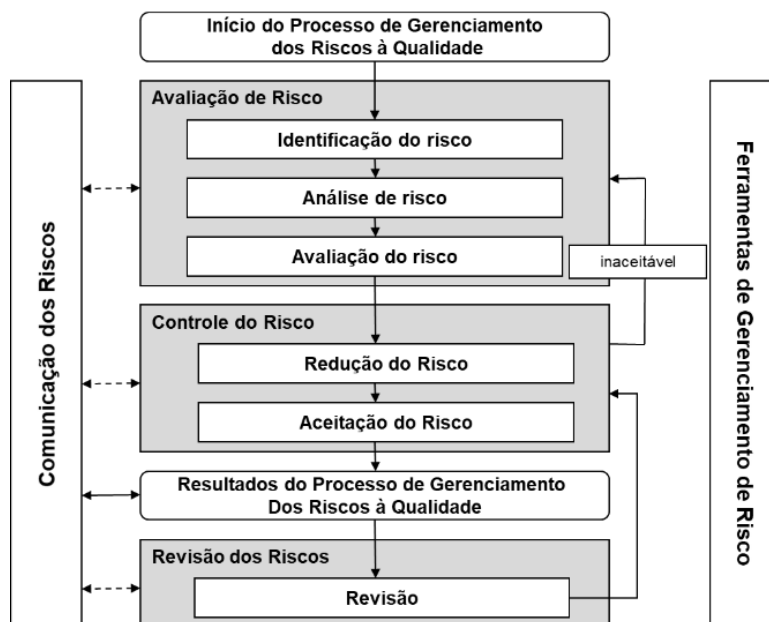 Início do Processo de Gerenciamento
dos Riscos à Qualidade
Avaliação de Risco
Identificação do risco
Análise de risco
Avaliação do risco
inaceitável
Controle do Risco
Redução do Risco
Aceitação do Risco
Resultados do Processo de Gerenciamento
Dos Riscos à Qualidade
Revisão dos Riscos
Revisão
Comunicação dos Riscos
Ferramentas de Gerenciamento de Risco